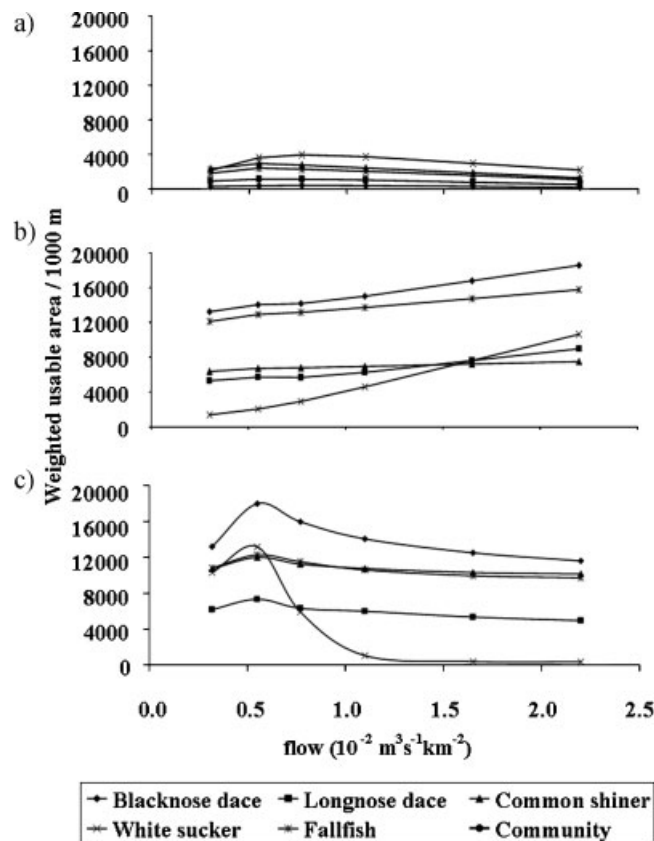 a)
20000
16000
12000
8000
4000
0
b)
20000
16000
12000
8000
4000
0
c)
20000
16000
12000
8000
4000
0
Weighted usable area / 1000 m
0.0 0.5 1.0 1.5 2.0 2.5
flow (10⁻² m³s⁻¹km⁻²)
Blacknose dace Longnose dace Common shiner
White sucker Fallfish Community